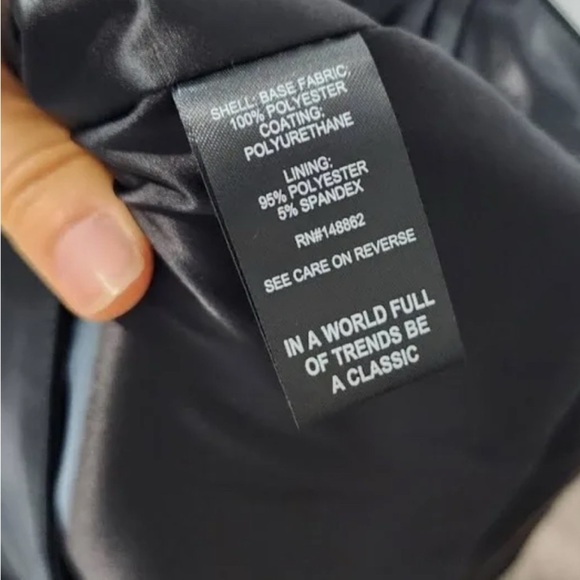 SHELL: BASE FABRIC:
100% POLYESTER
COATING:
POLYURETHANE
LINING:
95% POLYESTER
5% SPANDEX
RN#148862
SEE CARE ON REVERSE
IN A WORLD FULL
OF TRENDS BE
A CLASSIC